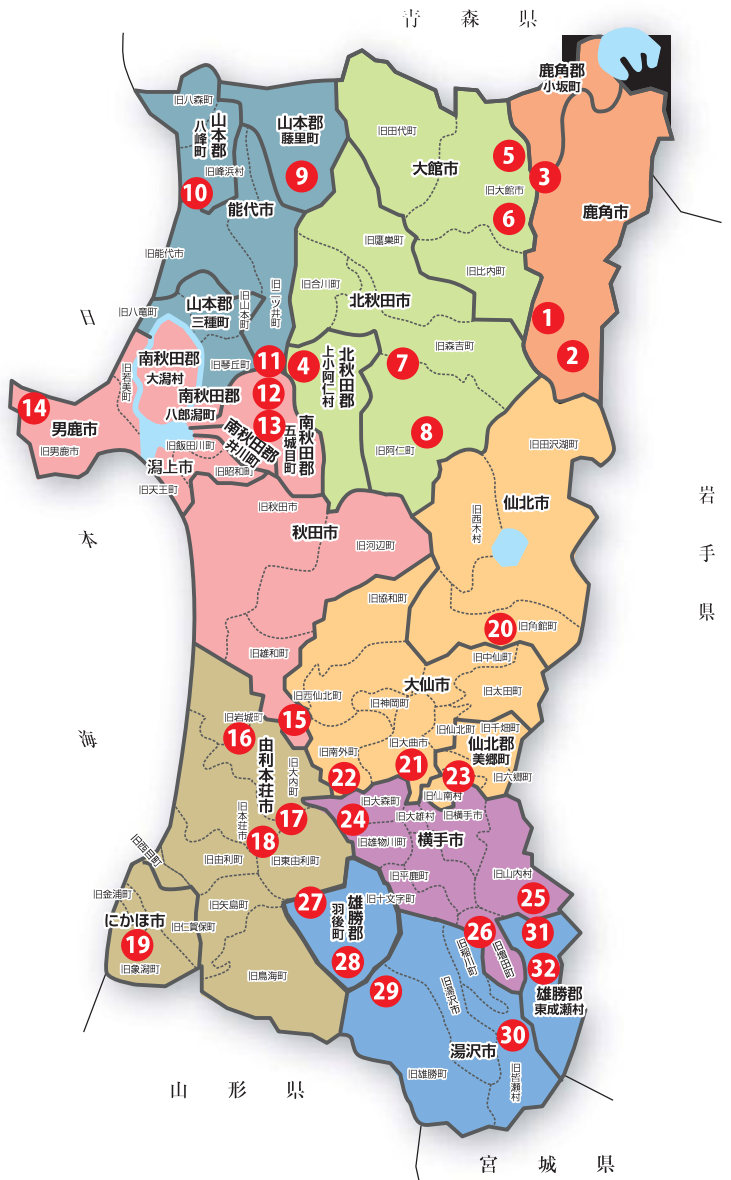 青森県
鹿角郡
小坂町
旧八森町
山本郡
八峰町
山本郡
藤里町
旧田代町
大館市
5
3
9
旧峰浜村
10
能代市
旧大館市
6
鹿角市
旧鷹巣町
旧能代市
旧合川町
北秋田市
旧比内町
旧二ツ井町
旧山本町
山本郡
三種町
旧八竜町
日
1
2
旧森吉町
南秋田郡
大潟村
旧琴丘町
11
4
北秋田郡
上小阿仁村
7
旧若美町
南秋田郡
八郎潟町
12
14
男鹿市
旧男鹿市
13
南秋田郡
井川町
南秋田郡
五城目町
8
旧阿仁町
旧田沢湖町
旧飯田川町
潟上市
旧昭和町
旧天王町
旧秋田市
秋田市
旧河辺町
旧西木村
仙北市
岩手県
本
旧協和町
20
旧角館町
旧雄和町
旧中仙町
旧西仙北町
大仙市
旧太田町
旧神岡町
旧岩城町
15
16
海
由利本荘市
旧大内町
旧南外町
22
旧大曲市
21
旧仙北町
旧千畑町
仙北郡
美郷町
23
旧六郷町
旧仙南村
旧本荘市
17
18
24
旧大森町
旧大雄村
旧横手市
横手市
旧雄物川町
旧西目町
旧由利町
旧東由利町
旧平鹿町
旧山内村
25
旧金浦町
にかほ市
19
旧象潟町
旧仁賀保町
旧矢島町
27
雄勝郡
羽後町
28
旧十文字町
26
旧稲川町
旧増田町
31
32
雄勝郡
東成瀬村
旧鳥海町
29
旧湯沢市
湯沢市
30
旧雄勝町
旧皆瀬村
山形県
宮城県